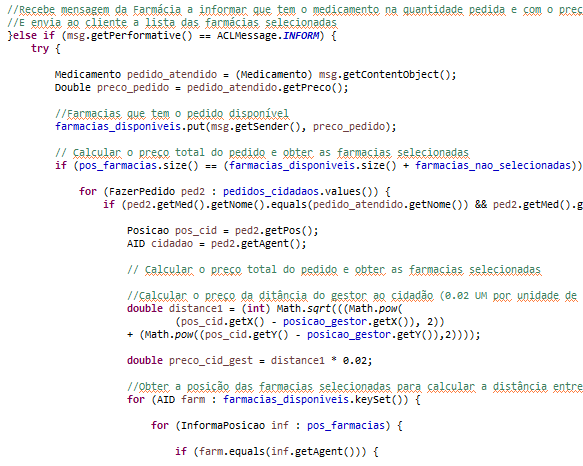 //Recebe mensagem da Farmácia a informar que tem o medicamento na quantidade pedida e com o prec
//E envia ao cliente a lista das farmácias selecionadas
}else if (msg.getPerformative() == ACLMessage.INFORM) {
try {
Medicamento pedido_atendido = (Medicamento) msg.getContentObject();
Double preco_pedido = pedido_atendido.getPreco();
//Farmacias que tem o pedido disponível
farmacias_disponiveis.put(msg.getSender(), preco_pedido);
// Calcular o preço total do pedido e obter as farmacias selecionadas
if (pos_farmacias.size() == (farmacias_disponiveis.size() + farmacias_nao_selecionadas))
for (FazerPedido ped2 : pedidos_cidadaos.values()) {
if (ped2.getMed().getNome().equals(pedido_atendido.getNome()) && ped2.getMed().g
Posicao pos_cid = ped2.getPos();
AID cidadao = ped2.getAgent();
// Calcular o preço total do pedido e obter as farmacias selecionadas
//Calcular o preço da ditância do gestor ao cidadão (0.02 UM por unidade de
double distance1 = (int) Math.sqrt(((Math.pow(
(pos_cid.getX() - posicao_gestor.getX()), 2))
+ (Math.pow((pos_cid.getY() - posicao_gestor.getY()),2))));
double preco_cid_gest = distance1 * 0.02;
//Obter a posição das farmacias selecionadas para calcular a distância entre
for (AID farm : farmacias_disponiveis.keySet()) {
for (InformaPosicao inf : pos_farmacias) {
if (farm.equals(inf.getAgent())) {